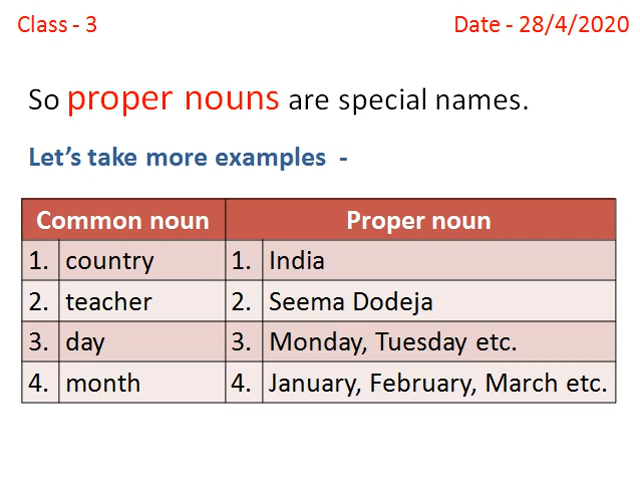 Class - 3 Date - 28/4/2020
So proper nouns are special names.
Let's take more examples -
Common noun Proper noun
1. country 1. India
2. teacher 2. Seema Dodeja
3. day 3. Monday, Tuesday etc.
4. month 4. January, February, March etc.